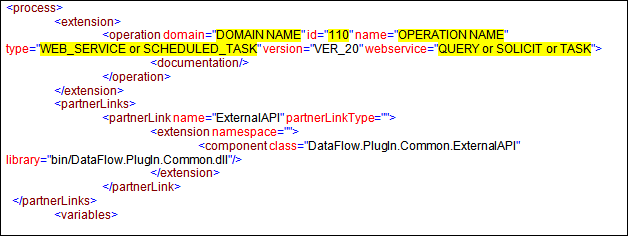 <process>
<extension>
<operation domain="DOMAIN NAME" id="110" name="OPERATION NAME"
type="WEB_SERVICE or SCHEDULED_TASK" version="VER_20" webservice="QUERY or SOLICIT or TASK">
<documentation/>
</operation>
</extension>
<partnerLinks>
<partnerLink name="ExternalAPI" partnerLinkType="">
<extension namespace="">
<component class="DataFlow.PlugIn.Common.ExternalAPI"
library="bin/DataFlow.PlugIn.Common.dll"/>
</extension>
</partnerLink>
</partnerLinks>
<variables>